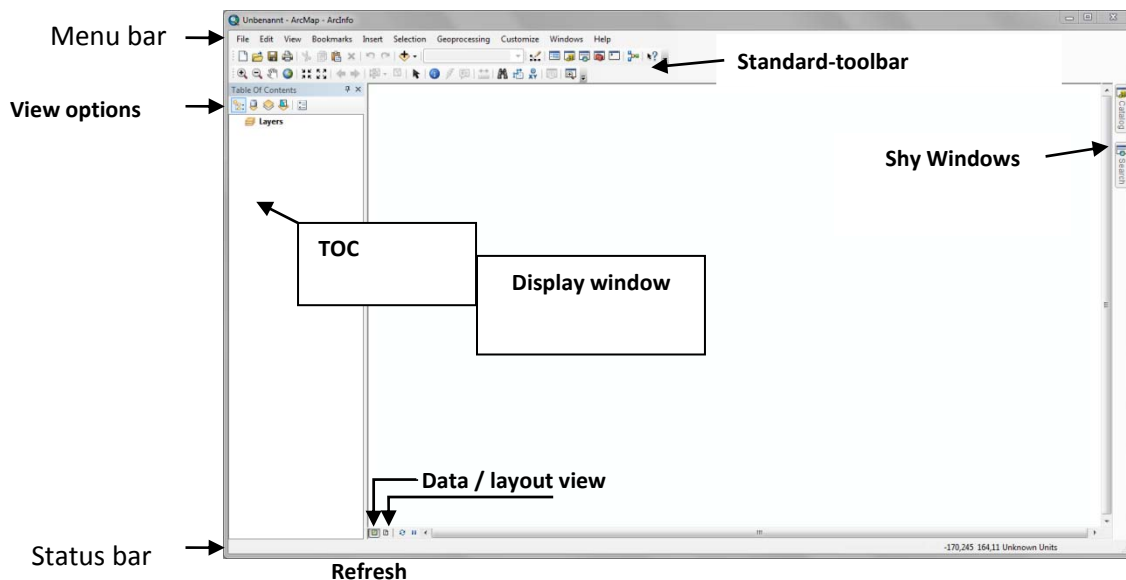 Unbenannt - ArcMap - ArcInfo
Menu bar
File Edit View Bookmarks Insert Selection Geoprocessing Customize Windows Help
Standard-toolbar
Table Of Contents
View options
Layers
Catalog
Shy Windows
Search
TOC
Display window
Data / layout view
Status bar
-170,245 164,11 Unknown Units
Refresh